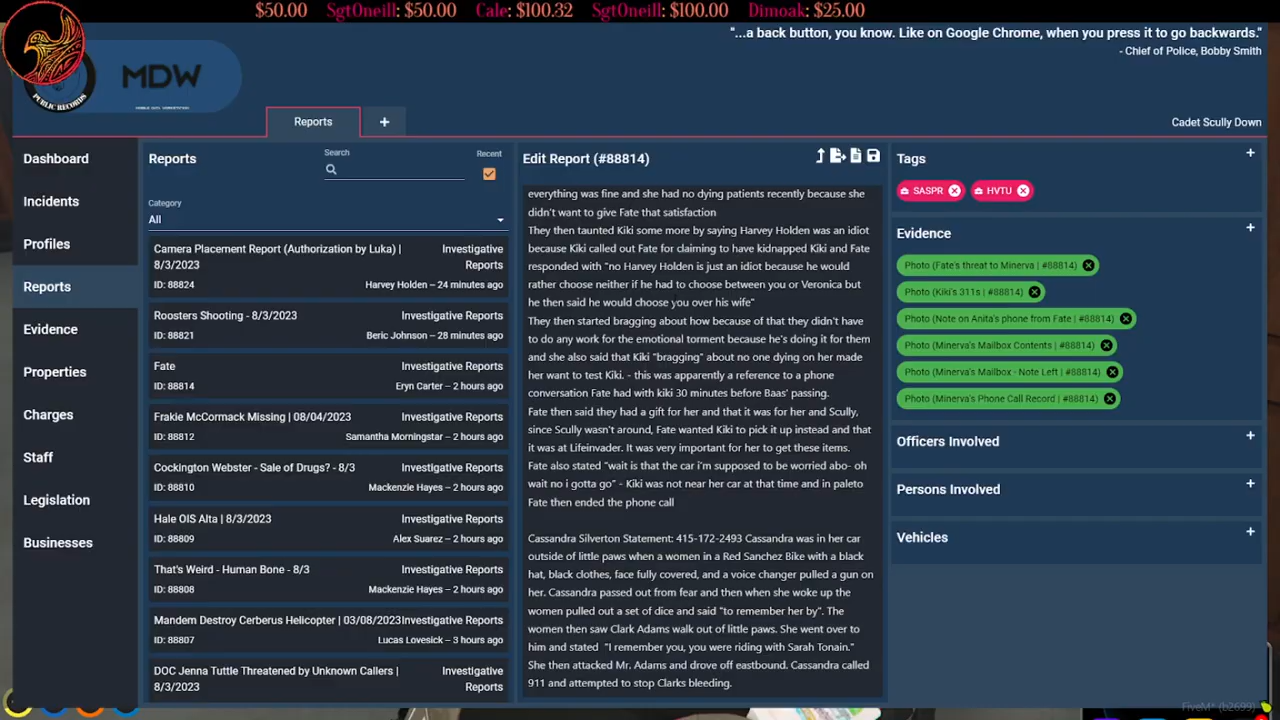 $50.00 SgtOneill: $50.00 Cale: $100.32 SgtOneill: $100.00 Dimoak: $25.00
"...a back button, you know. Like on Google Chrome, when you press it to go backwards."
- Chief of Police, Bobby Smith
MDW
PUBLIC RECORDS
Reports
+
Cadet Scully Down
Dashboard
Incidents
Profiles
Reports
Evidence
Properties
Charges
Staff
Legislation
Businesses
Reports
Search
Recent
Category
All
Camera Placement Report (Authorization by Luka) | 8/3/2023
Investigative Reports
ID: 88824
Harvey Holden – 24 minutes ago
Roosters Shooting - 8/3/2023
Investigative Reports
ID: 88821
Beric Johnson – 28 minutes ago
Fate
Investigative Reports
ID: 88814
Eryn Carter – 2 hours ago
Frakie McCormack Missing | 08/04/2023
Investigative Reports
ID: 88812
Samantha Morningstar – 2 hours ago
Cockington Webster - Sale of Drugs? - 8/3
Investigative Reports
ID: 88810
Mackenzie Hayes – 2 hours ago
Hale OIS Alta | 8/3/2023
Investigative Reports
ID: 88809
Alex Suarez – 2 hours ago
That's Weird - Human Bone - 8/3
Investigative Reports
ID: 88808
Mackenzie Hayes – 2 hours ago
Mandem Destroy Cerberus Helicopter | 03/08/2023
Investigative Reports
ID: 88807
Lucas Lovesick – 3 hours ago
DOC Jenna Tuttle Threatened by Unknown Callers | 8/3/2023
Investigative Reports
Edit Report (#88814)
everything was fine and she had no dying patients recently because she
didn't want to give Fate that satisfaction
They then taunted Kiki some more by saying Harvey Holden was an idiot
because Kiki called out Fate for claiming to have kidnapped Kiki and Fate
responded with "no Harvey Holden is just an idiot because he would
rather choose neither if he had to choose between you or Veronica but
he then said he would choose you over his wife"
They then started bragging about how because of that they didn't have
to do any work for the emotional torment because he's doing it for them
and she also said that Kiki "bragging" about no one dying on her made
her want to test Kiki. - this was apparently a reference to a phone
conversation Fate had with kiki 30 minutes before Baas' passing.
Fate then said they had a gift for her and that it was for her and Scully,
since Scully wasn't around, Fate wanted Kiki to pick it up instead and that
it was at Lifeinvader. It was very important for her to get these items.
Fate also stated "wait is that the car i'm supposed to be worried abo- oh
wait no i gotta go" - Kiki was not near her car at that time and in paleto
Fate then ended the phone call
Cassandra Silverton Statement: 415-172-2493 Cassandra was in her car
outside of little paws when a women in a Red Sanchez Bike with a black
hat, black clothes, face fully covered, and a voice changer pulled a gun on
her. Cassandra passed out from fear and then when she woke up the
women pulled out a set of dice and said "to remember her by". The
women then saw Clark Adams walk out of little paws. She went over to
him and stated "I remember you, you were riding with Sarah Tonain."
She then attacked Mr. Adams and drove off eastbound. Cassandra called
911 and attempted to stop Clarks bleeding.
Tags
+
SASPR
HVTU
Evidence
+
Photo (Fate's threat to Minerva | #88814)
Photo (Kiki's 311s | #88814)
Photo (Note on Anita's phone from Fate | #88814)
Photo (Minerva's Mailbox Contents | #88814)
Photo (Minerva's Mailbox - Note Left | #88814)
Photo (Minerva's Phone Call Record | #88814)
Officers Involved
+
Persons Involved
+
Vehicles
+
FiveM* (b2699)